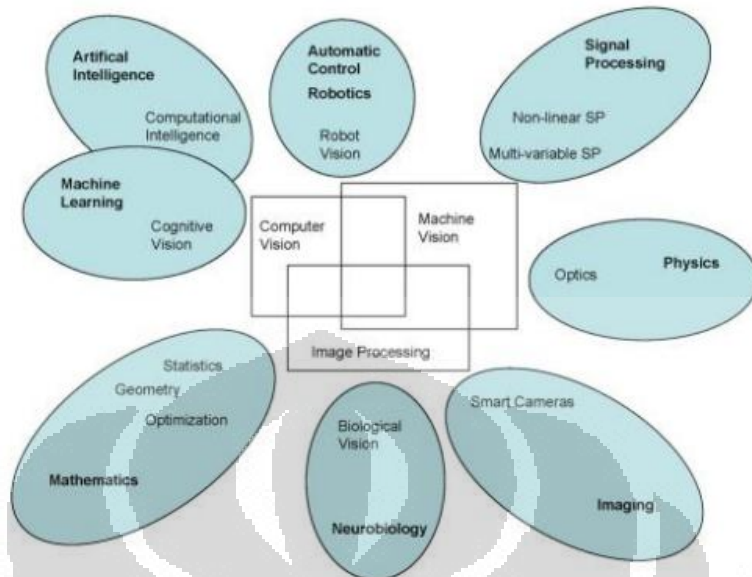 Artifical
Intelligence
Computational
Intelligence
Automatic
Control
Robotics
Robot
Vision
Signal
Processing
Non-linear SP
Multi-variable SP
Machine
Learning
Cognitive
Vision
Computer
Vision
Machine
Vision
Image Processing
Optics
Physics
Statistics
Geometry
Optimization
Mathematics
Biological
Vision
Neurobiology
Smart Cameras
Imaging